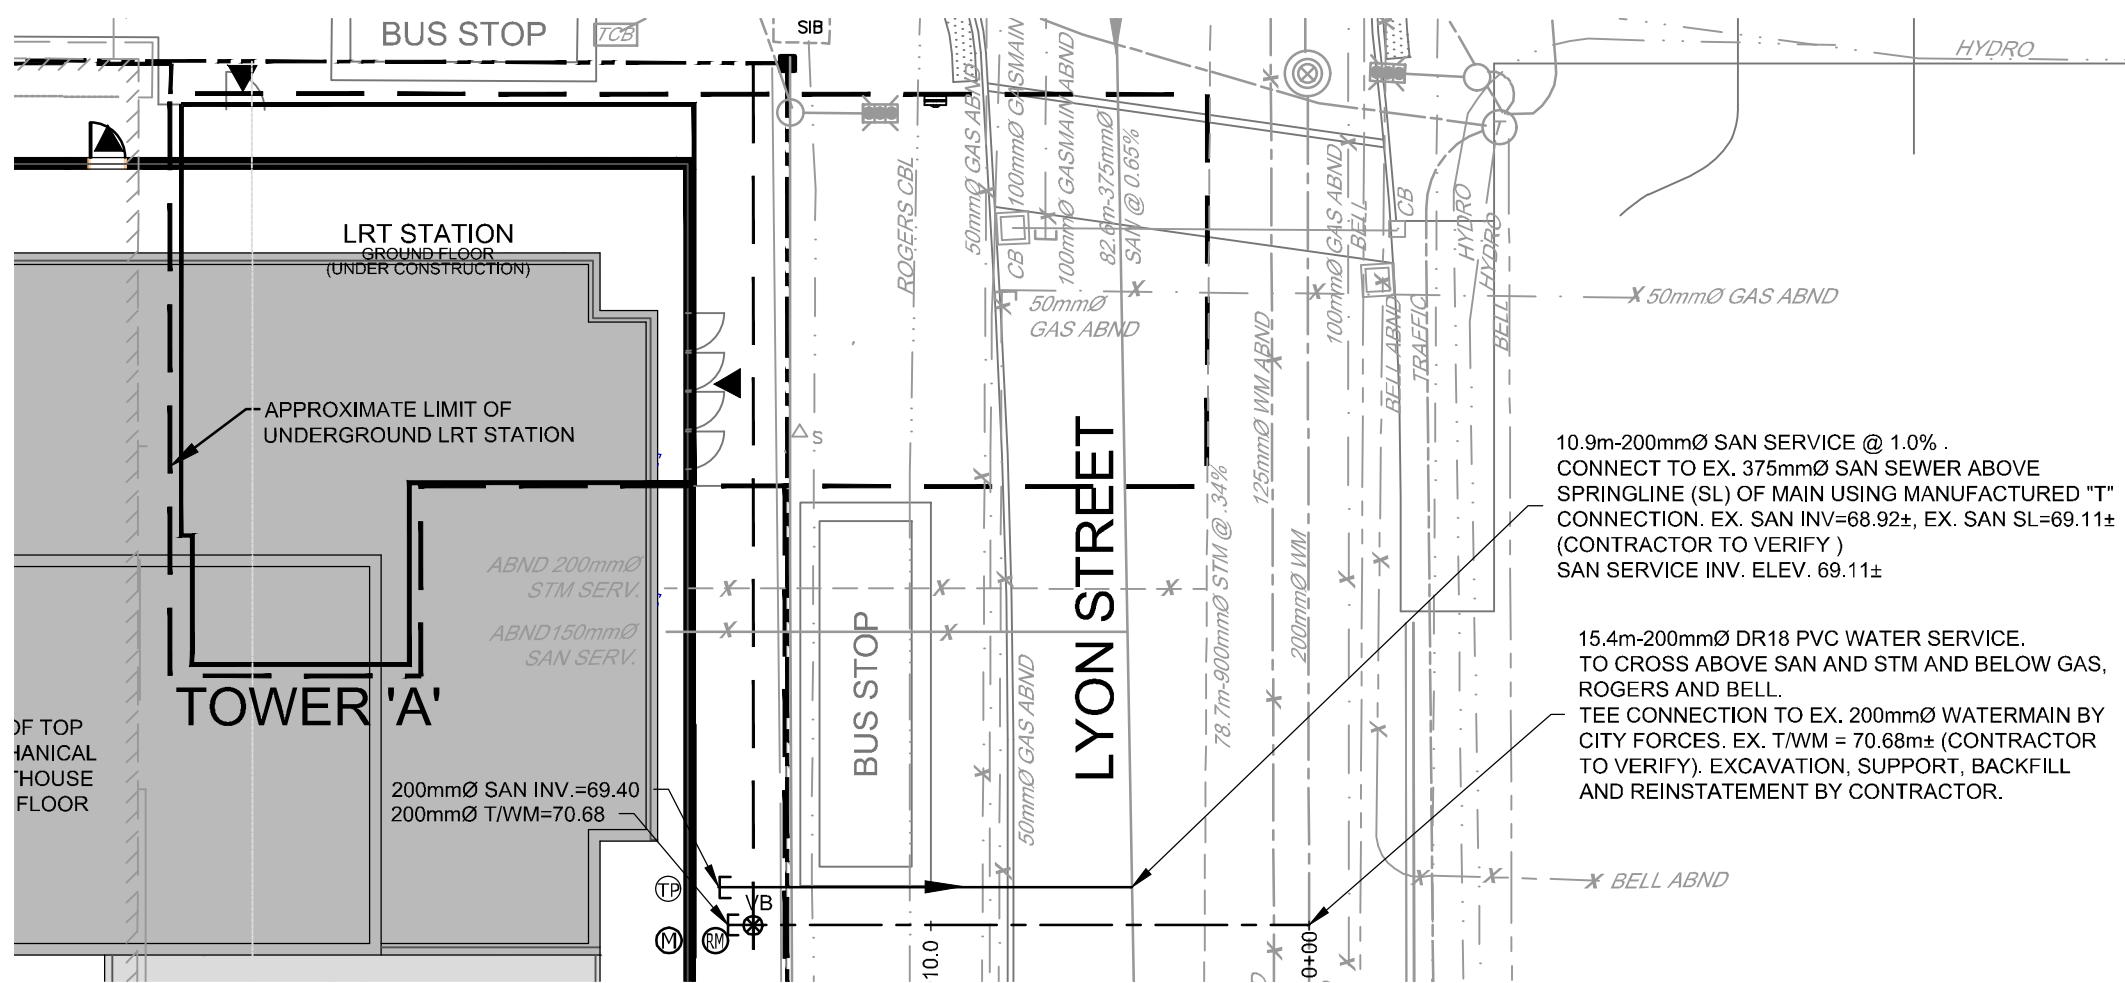 BUS STOP
TCB
SIB
HYDRO
T
LRT STATION
GROUND FLOOR
(UNDER CONSTRUCTION)
ROGERS CBL
50mmØ GAS ABND
100mmØ GASMAIN
100mmØ GASMAIN ABND
82.6m-375mmØ
SAN @ 0.65%
CB
100mmØ GAS ABND
BELL
CB
HYDRO
HYDRO
BELL
50mmØ
GAS ABND
50mmØ GAS ABND
125mmØ WM ABND
BELL ABND
TRAFFIC
APPROXIMATE LIMIT OF
UNDERGROUND LRT STATION
S
LYON STREET
78.7m-900mmØ STM @ .34%
200mmØ WM
10.9m-200mmØ SAN SERVICE @ 1.0% .
CONNECT TO EX. 375mmØ SAN SEWER ABOVE
SPRINGLINE (SL) OF MAIN USING MANUFACTURED "T"
CONNECTION. EX. SAN INV=68.92±, EX. SAN SL=69.11±
(CONTRACTOR TO VERIFY )
SAN SERVICE INV. ELEV. 69.11±
ABND 200mmØ
STM SERV.
ABND150mmØ
SAN SERV.
BUS STOP
50mmØ GAS ABND
TOWER 'A'
15.4m-200mmØ DR18 PVC WATER SERVICE.
TO CROSS ABOVE SAN AND STM AND BELOW GAS,
ROGERS AND BELL.
TEE CONNECTION TO EX. 200mmØ WATERMAIN BY
CITY FORCES. EX. T/WM = 70.68m± (CONTRACTOR
TO VERIFY). EXCAVATION, SUPPORT, BACKFILL
AND REINSTATEMENT BY CONTRACTOR.
OF TOP
HANICAL
THOUSE
FLOOR
200mmØ SAN INV.=69.40
200mmØ T/WM=70.68
TP
VB
M
RM
10.0
0+00
BELL ABND